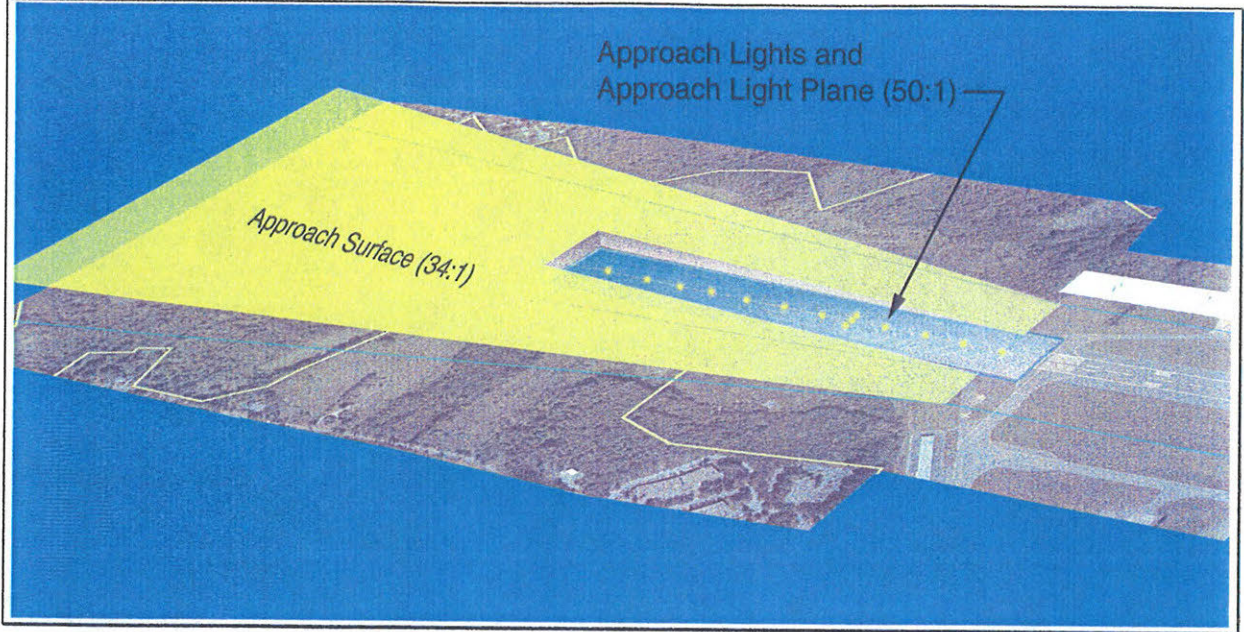 Approach Lights and
Approach Light Plane (50:1)
Approach Surface (34:1)